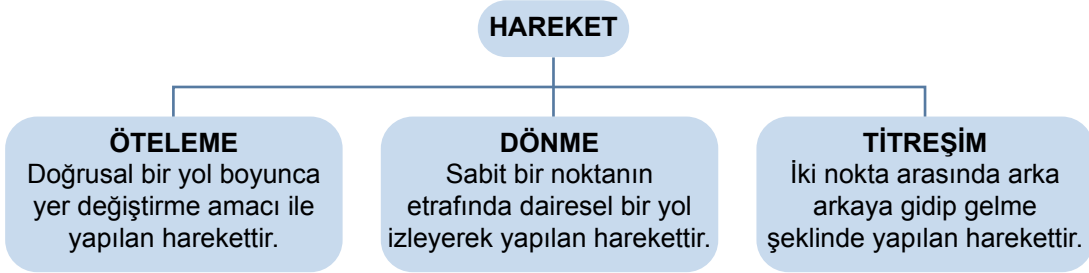 HAREKET
ÖTELEME
Doğrusal bir yol boyunca
yer değiştirme amacı ile
yapılan harekettir.
DÖNME
Sabit bir noktanın
etrafında dairesel bir yol
izleyerek yapılan harekettir.
TİTREŞİM
İki nokta arasında arka
arkaya gidip gelme
şeklinde yapılan harekettir.